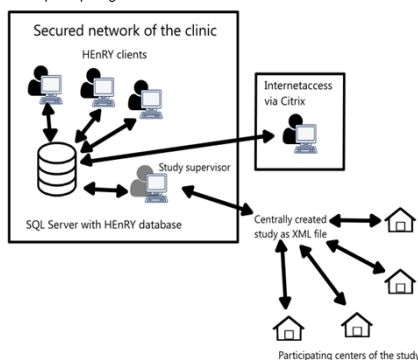 Secured network of the clinic
HEnRY clients
Internetaccess
via Citrix
Study supervisor
SQL Server with HEnRY database
Centrally created
study as XML file
Participating centers of the study